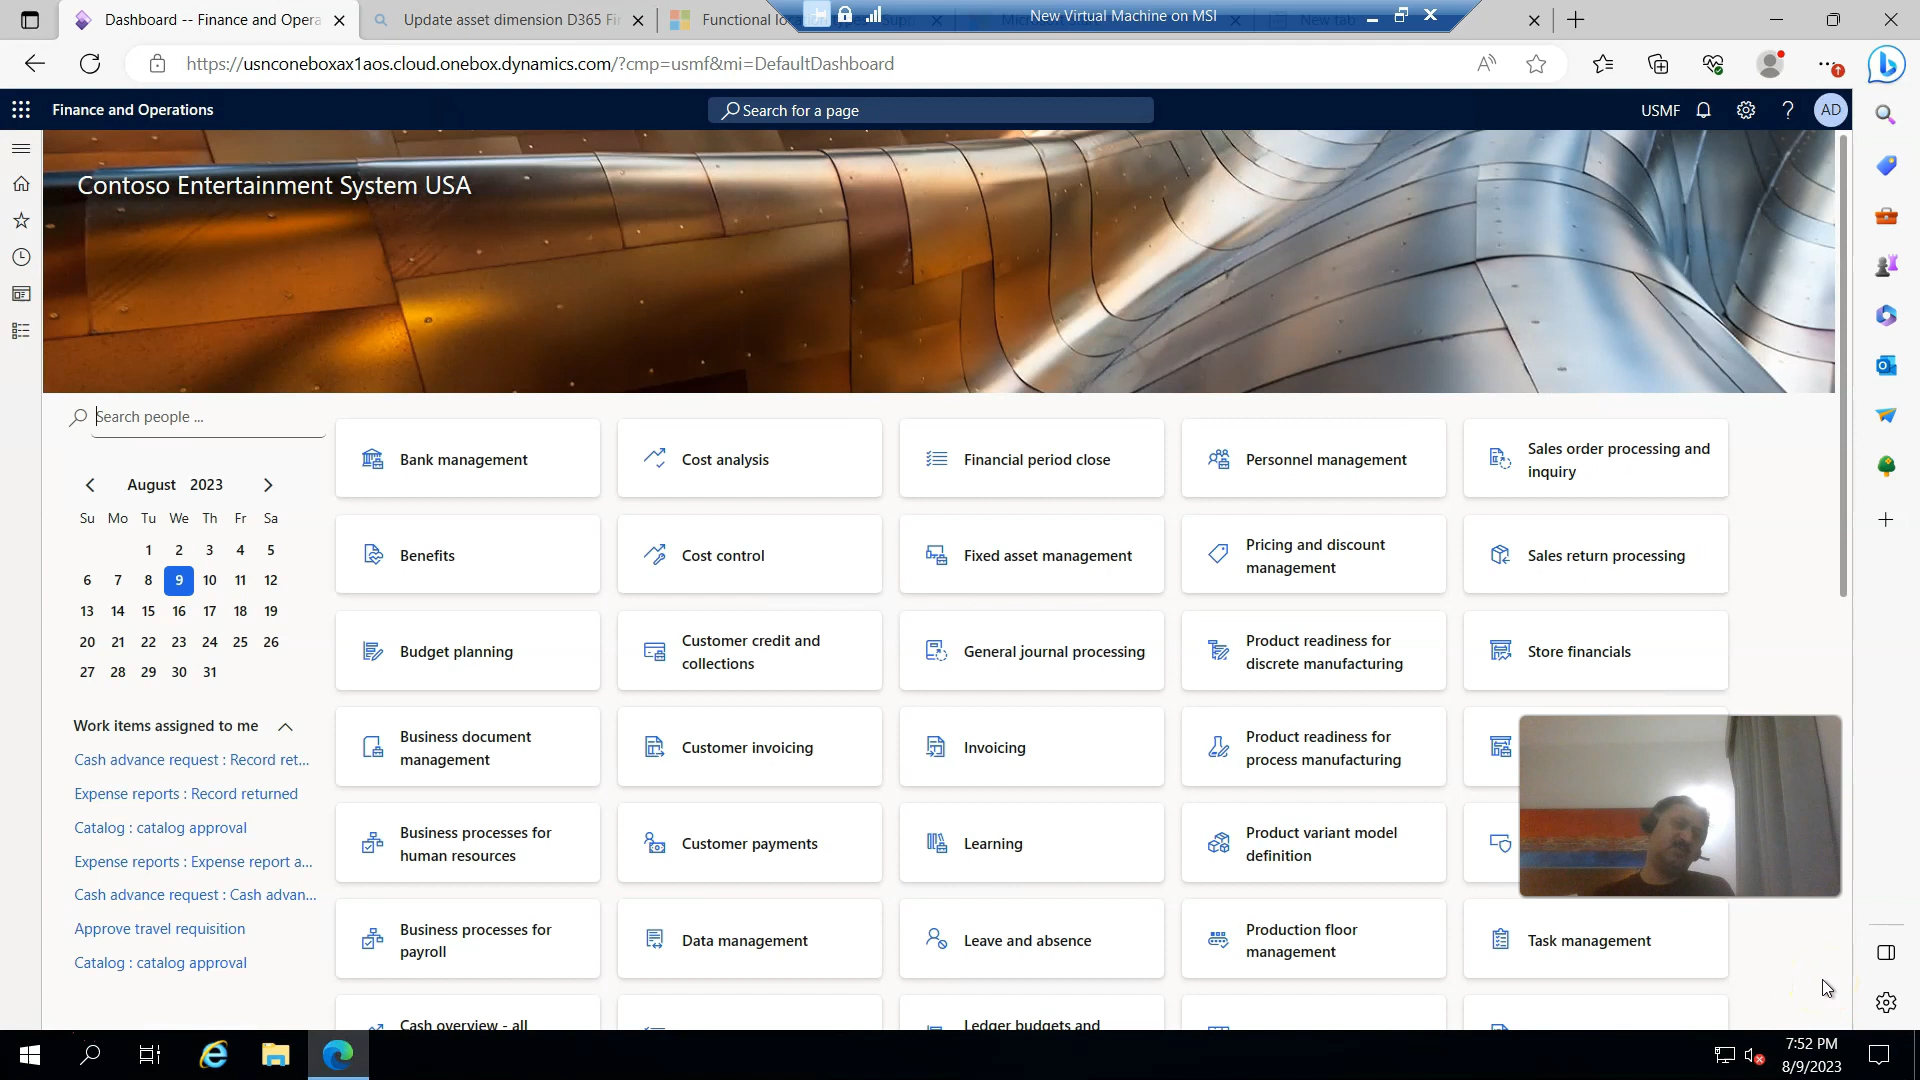 Dashboard -- Finance and Opera
Update asset dimension D365 Fi
Functional lo
New Virtual Machine on MSI
New tab
https://usnconeboxax1aos.cloud.onebox.dynamics.com/?cmp=usmf&mi=DefaultDashboard
Finance and Operations
Search for a page
USMF
AD
Contoso Entertainment System USA
Search people ...
August 2023
Su Mo Tu We Th Fr Sa
1 2 3 4 5
6 7 8 9 10 11 12
13 14 15 16 17 18 19
20 21 22 23 24 25 26
27 28 29 30 31
Work items assigned to me
Cash advance request : Record ret...
Expense reports : Record returned
Catalog : catalog approval
Expense reports : Expense report a...
Cash advance request : Cash advan...
Approve travel requisition
Catalog : catalog approval
Bank management
Cost analysis
Financial period close
Personnel management
Sales order processing and
inquiry
Benefits
Cost control
Fixed asset management
Pricing and discount
management
Sales return processing
Budget planning
Customer credit and
collections
General journal processing
Product readiness for
discrete manufacturing
Store financials
Business document
management
Customer invoicing
Invoicing
Product readiness for
process manufacturing
Business processes for
human resources
Customer payments
Learning
Product variant model
definition
Business processes for
payroll
Data management
Leave and absence
Production floor
management
Task management
Cash overview - all
Ledger budgets and
7:52 PM
8/9/2023